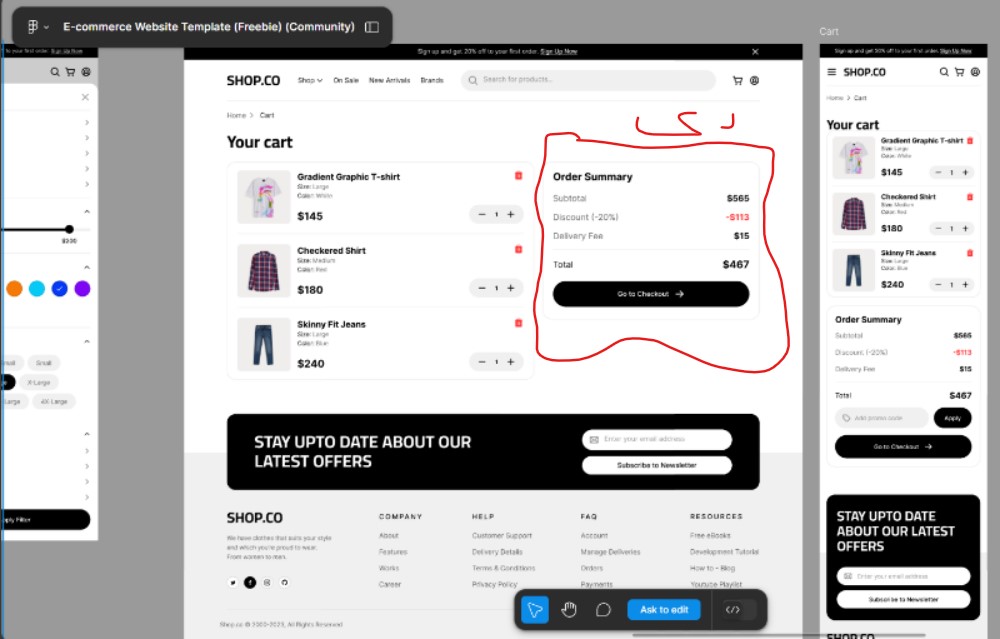 E-commerce Website Template (Freebie) (Community)
Cart
to your first order. Sign Up Now
$200
Small
X-Large
4X Large
Apply Filter
Sign up and get 20% off to your first order. Sign Up Now
SHOP.CO
Shop
On Sale
New Arrivals
Brands
Search for products...
Home > Cart
Your cart
Gradient Graphic T-shirt
Size: Large
Color: White
$145
− 1 +
Checkered Shirt
Size: Medium
Color: Red
$180
− 1 +
Skinny Fit Jeans
Size: Large
Color: Blue
$240
− 1 +
Order Summary
Subtotal $565
Discount (-20%) -$113
Delivery Fee $15
Total $467
Go to Checkout →
STAY UPTO DATE ABOUT OUR
LATEST OFFERS
Enter your email address
Subscribe to Newsletter
SHOP.CO
We have clothes that suits your style
and which you're proud to wear.
From women to men.
COMPANY
About
Features
Works
Career
HELP
Customer Support
Delivery Details
Terms & Conditions
Privacy Policy
FAQ
Account
Manage Deliveries
Orders
Payments
RESOURCES
Free eBooks
Development Tutorial
How to - Blog
Youtube Playlist
Shop.co © 2000-2023, All Rights Reserved
Ask to edit
Sign up and get 20% off to your first order. Sign Up Now
SHOP.CO
Home > Cart
Your cart
Gradient Graphic T-shirt
Size: Large
Color: White
$145
− 1 +
Checkered Shirt
Size: Medium
Color: Red
$180
− 1 +
Skinny Fit Jeans
Size: Large
Color: Blue
$240
− 1 +
Order Summary
Subtotal $565
Discount (-20%) -$113
Delivery Fee $15
Total $467
Add promo code
Apply
Go to Checkout →
STAY UPTO DATE
ABOUT OUR LATEST
OFFERS
Enter your email address
Subscribe to Newsletter
SHOP.CO